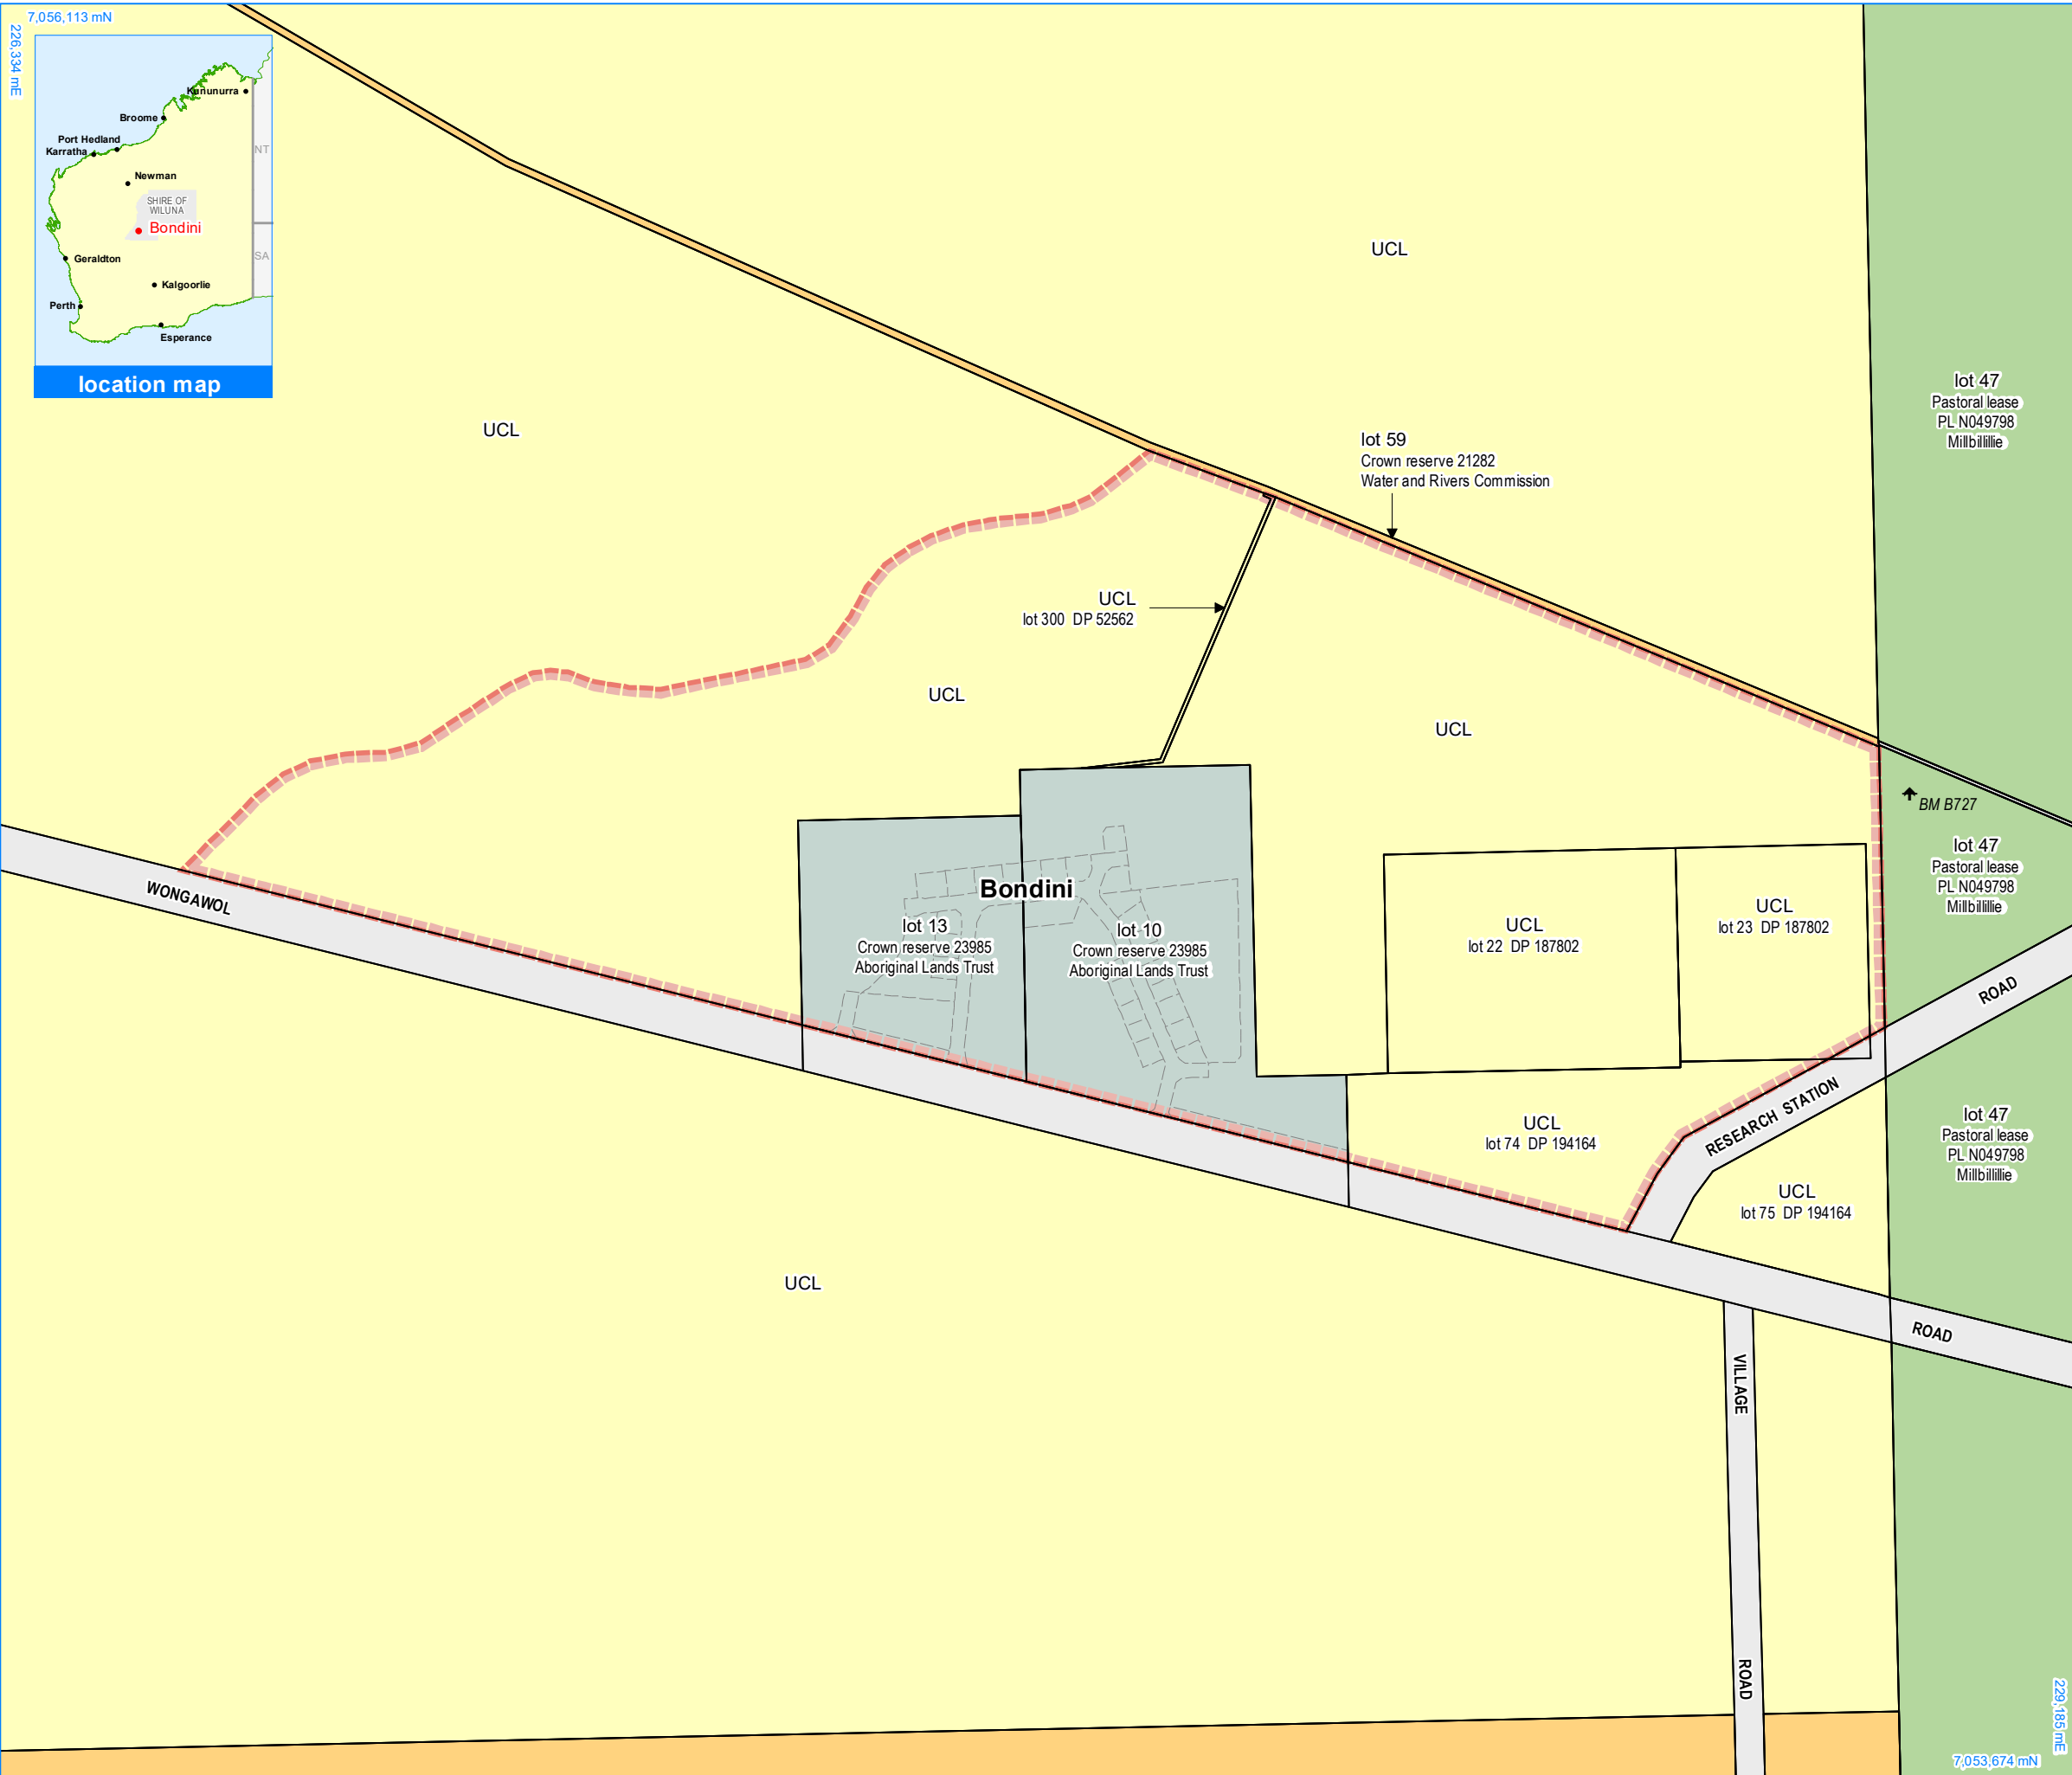 7,056,113 mN
226,334 mE
Kununurra
Broome
Port Hedland
Karratha
NT
Newman
SHIRE OF
WILUNA
Bondini
SA
Geraldton
Kalgoorlie
Perth
Esperance
location map
UCL
UCL
lot 47
Pastoral lease
PL N049798
Millbillillie
lot 59
Crown reserve 21282
Water and Rivers Commission
UCL
lot 300 DP 52562
UCL
UCL
BM B727
lot 47
Pastoral lease
PL N049798
Millbillillie
WONGAWOL
Bondini
lot 13
Crown reserve 23985
Aboriginal Lands Trust
lot 10
Crown reserve 23985
Aboriginal Lands Trust
UCL
lot 22 DP 187802
UCL
lot 23 DP 187802
ROAD
RESEARCH STATION
UCL
lot 74 DP 194164
lot 47
Pastoral lease
PL N049798
Millbillillie
UCL
lot 75 DP 194164
UCL
ROAD
VILLAGE
ROAD
229,185 mE
7,053,674 mN